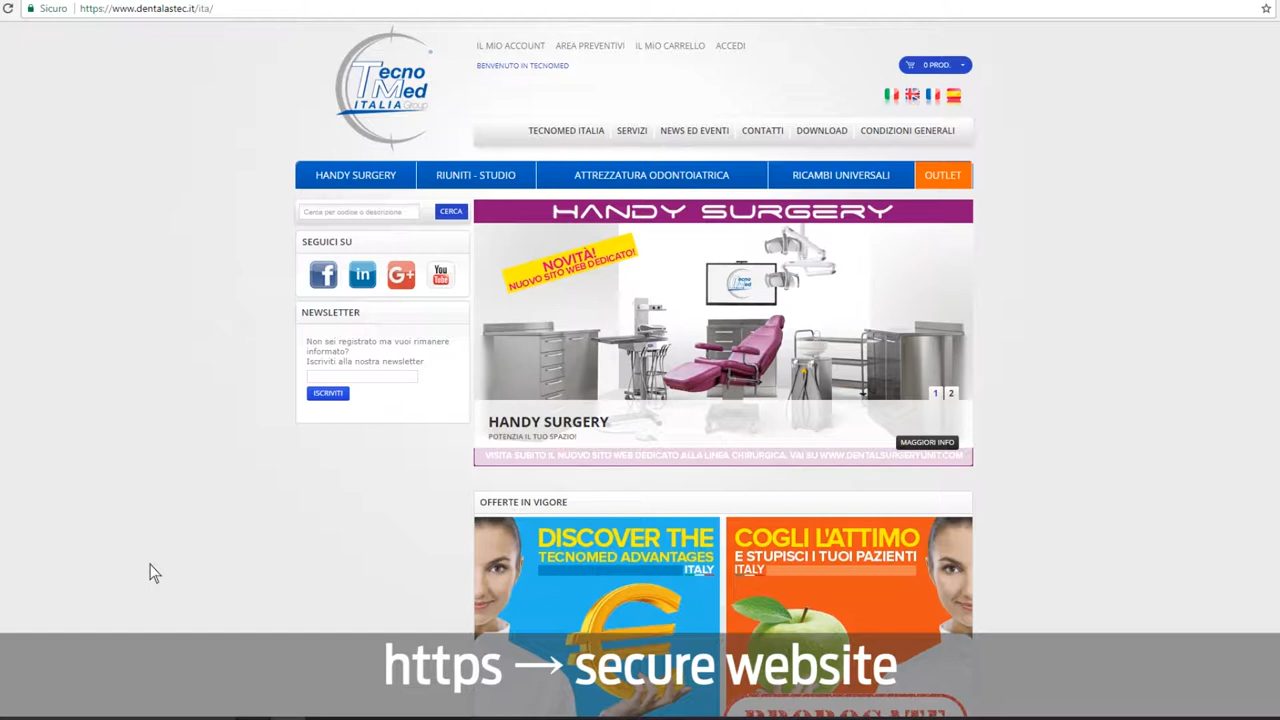 Sicuro https://www.dentalastec.it/ita/
Tecno
Med
ITALIA Group
IL MIO ACCOUNT AREA PREVENTIVI IL MIO CARRELLO ACCEDI
BENVENUTO IN TECNOMED
0 PROD.
TECNOMED ITALIA SERVIZI NEWS ED EVENTI CONTATTI DOWNLOAD CONDIZIONI GENERALI
HANDY SURGERY RIUNITI - STUDIO ATTREZZATURA ODONTOIATRICA RICAMBI UNIVERSALI OUTLET
Cerca per codice o descrizione CERCA
SEGUICI SU
f in G+ You Tube
NEWSLETTER
Non sei registrato ma vuoi rimanere
informato?
Iscriviti alla nostra newsletter
ISCRIVITI
HANDY SURGERY
NOVITÀ!
NUOVO SITO WEB DEDICATO!
Tecno
Med
1 2
HANDY SURGERY
POTENZIA IL TUO SPAZIO!
MAGGIORI INFO
VISITA SUBITO IL NUOVO SITO WEB DEDICATO ALLA LINEA CHIRURGICA, VAI SU WWW.DENTALSURGERYUNIT.COM
OFFERTE IN VIGORE
DISCOVER THE
TECNOMED ADVANTAGES
ITALY
COGLI L'ATTIMO
E STUPISCI I TUOI PAZIENTI
ITALY
https → secure website